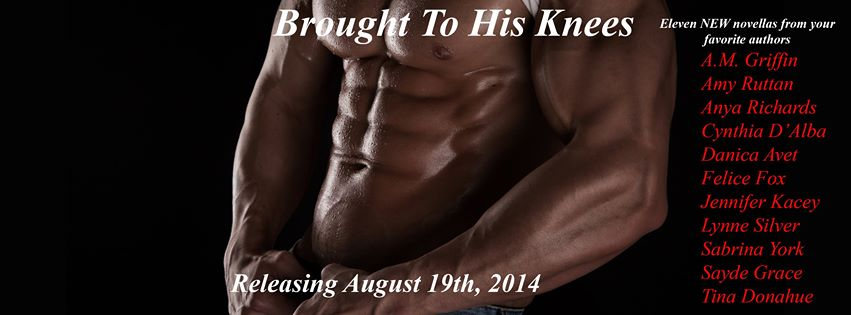 Brought To His Knees
Eleven NEW novellas from your
favorite authors
A.M. Griffin
Amy Ruttan
Anya Richards
Cynthia D'Alba
Danica Avet
Felice Fox
Jennifer Kacey
Lynne Silver
Sabrina York
Sayde Grace
Tina Donahue
Releasing August 19th, 2014